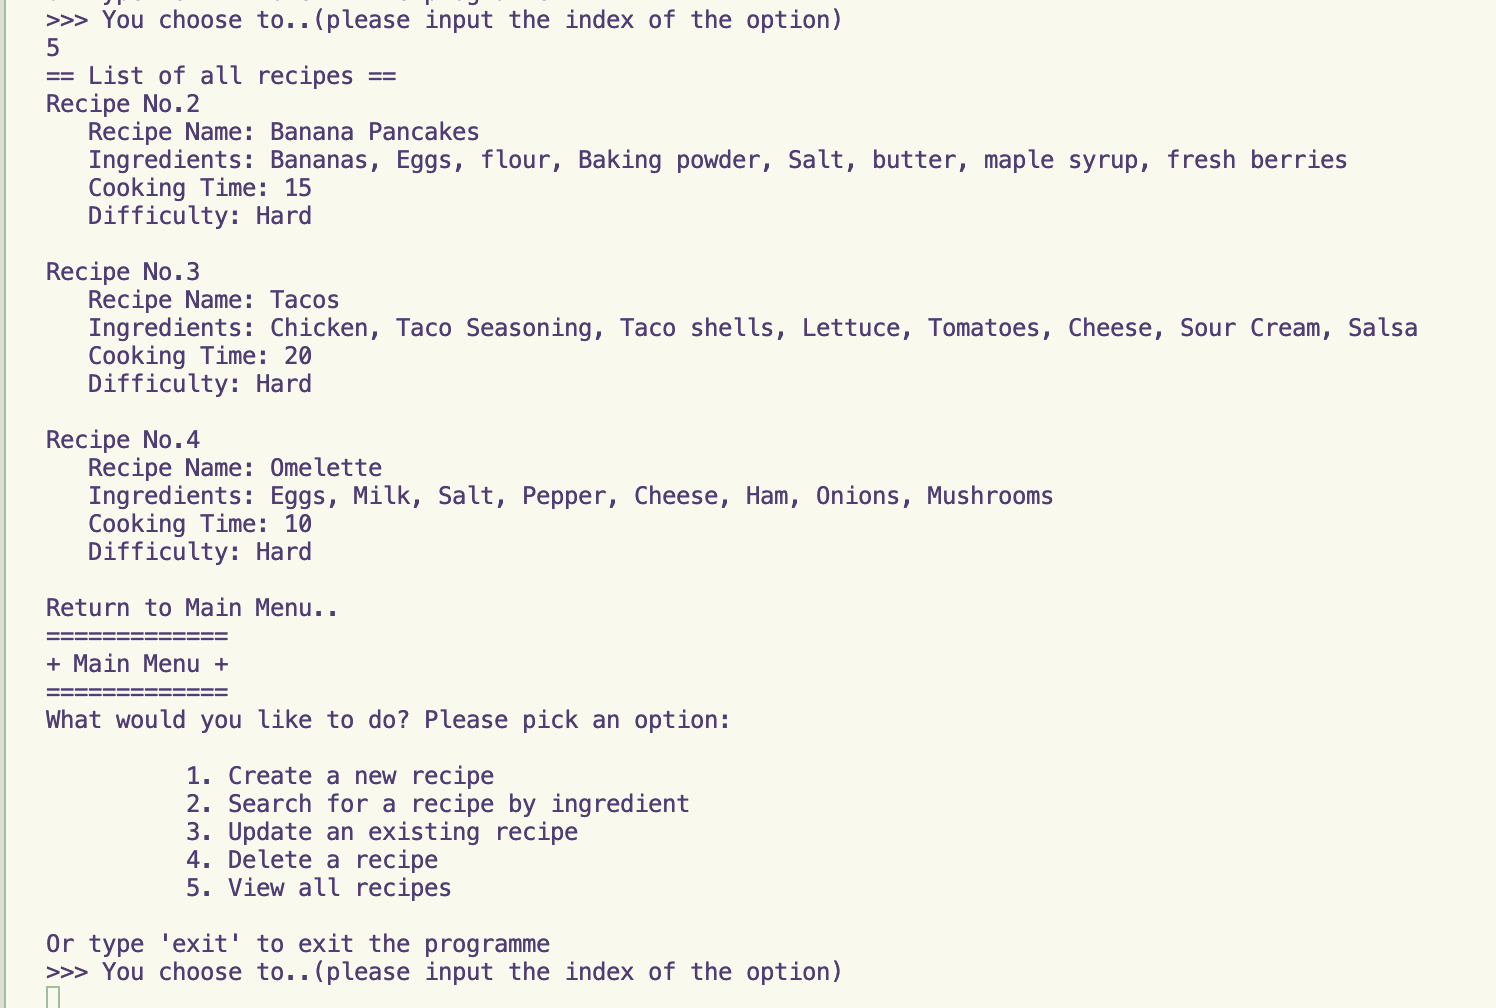 >>> You choose to..(please input the index of the option)
5
== List of all recipes ==
Recipe No.2
Recipe Name: Banana Pancakes
Ingredients: Bananas, Eggs, flour, Baking powder, Salt, butter, maple syrup, fresh berries
Cooking Time: 15
Difficulty: Hard
Recipe No.3
Recipe Name: Tacos
Ingredients: Chicken, Taco Seasoning, Taco shells, Lettuce, Tomatoes, Cheese, Sour Cream, Salsa
Cooking Time: 20
Difficulty: Hard
Recipe No.4
Recipe Name: Omelette
Ingredients: Eggs, Milk, Salt, Pepper, Cheese, Ham, Onions, Mushrooms
Cooking Time: 10
Difficulty: Hard
Return to Main Menu..
=============
+ Main Menu +
=============
What would you like to do? Please pick an option:
1. Create a new recipe
2. Search for a recipe by ingredient
3. Update an existing recipe
4. Delete a recipe
5. View all recipes
Or type 'exit' to exit the programme
>>> You choose to..(please input the index of the option)